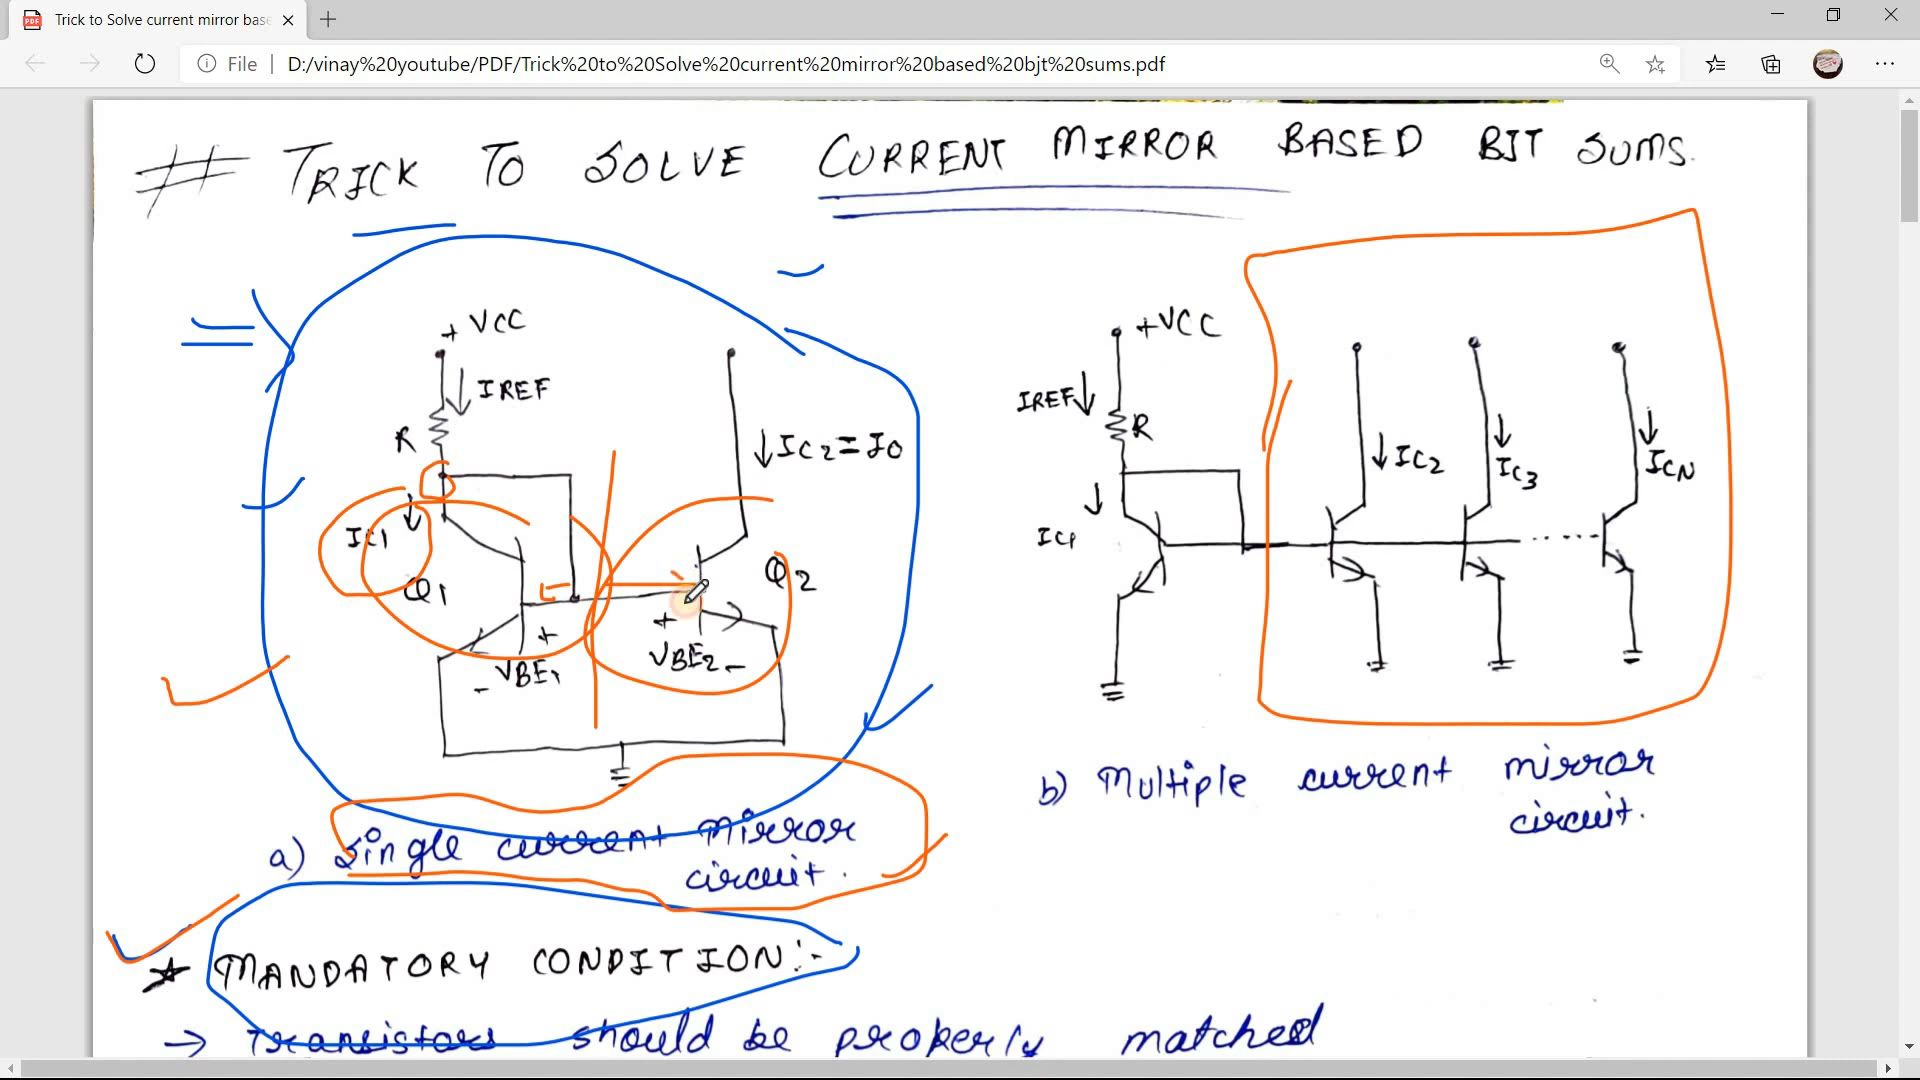 Trick to Solve current mirror base
File
D:/vinay%20youtube/PDF/Trick%20to%20Solve%20current%20mirror%20based%20bjt%20sums.pdf
# TRICK TO SOLVE CURRENT MIRROR BASED BJT SUMS.
+ VCC
IREF
R
IC2 = I0
IC1
Q1
Q2
+
VBE1
-
+
VBE2 -
+VCC
IREF
R
IC1
IC2
IC3
ICN
a) Single current mirror
circuit.
b) Multiple current mirror
circuit.
MANDATORY CONDITION:-
→ Transistors should be properly matched